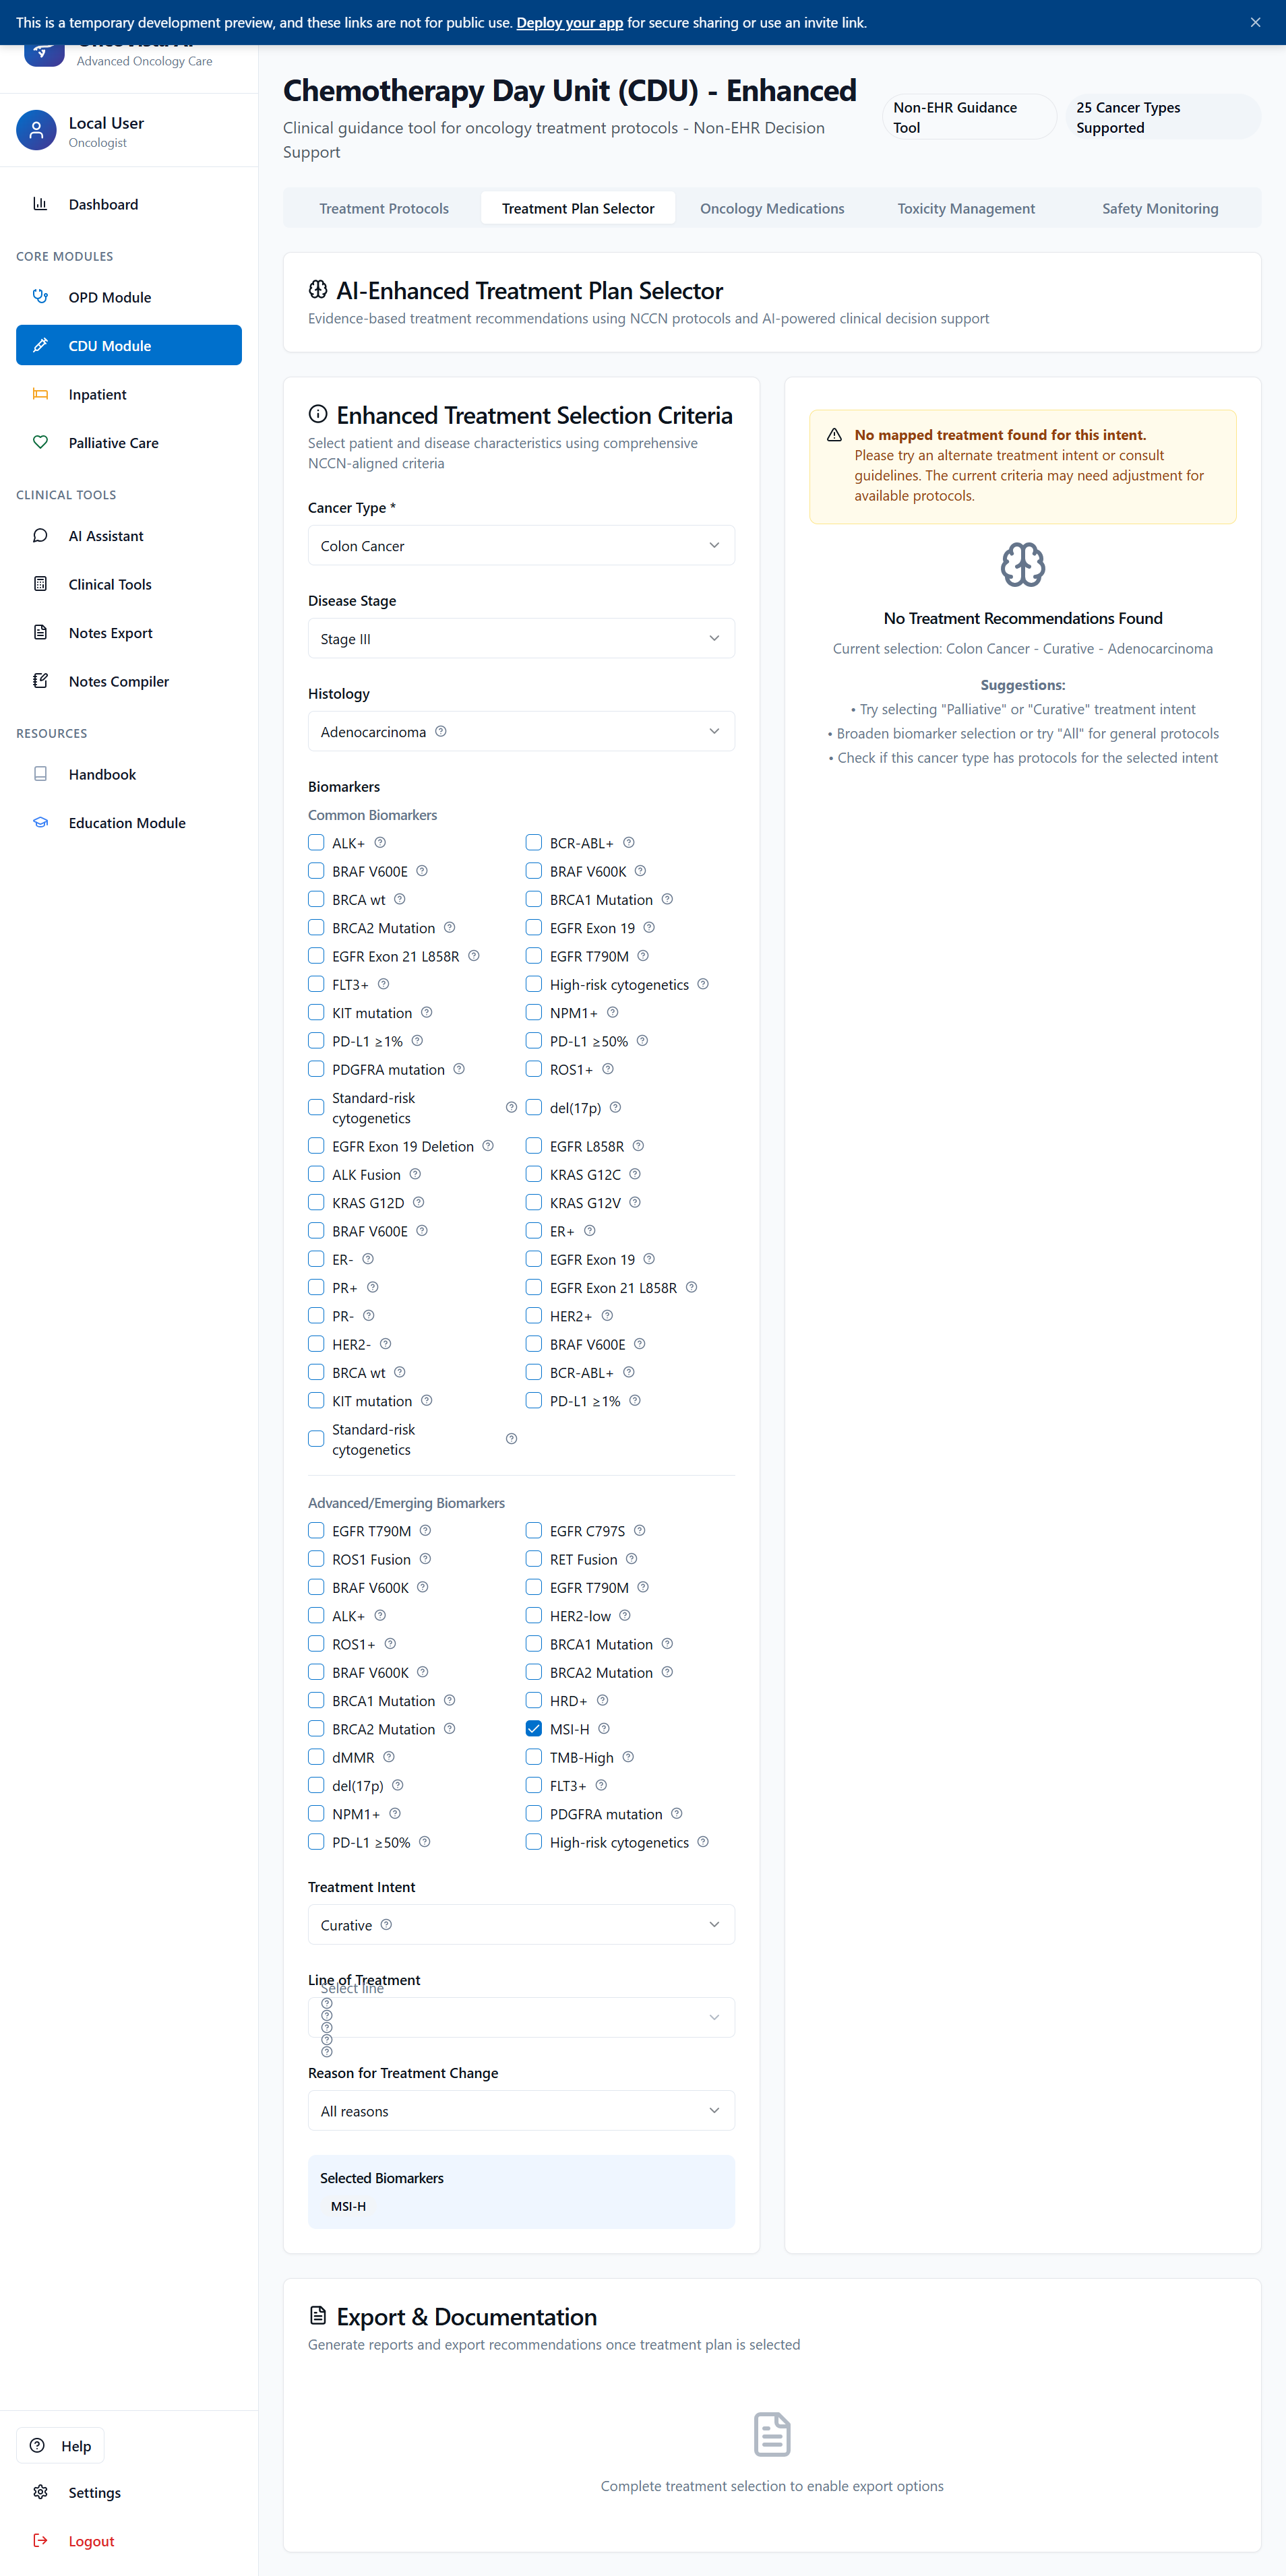 This is a temporary development preview, and these links are not for public use. Deploy your app for secure sharing or use an invite link.
Advanced Oncology Care
Local User
Oncologist
Dashboard
CORE MODULES
OPD Module
CDU Module
Inpatient
Palliative Care
CLINICAL TOOLS
AI Assistant
Clinical Tools
Notes Export
Notes Compiler
RESOURCES
Handbook
Education Module
Help
Settings
Logout
Chemotherapy Day Unit (CDU) - Enhanced
Clinical guidance tool for oncology treatment protocols - Non-EHR Decision
Support
Non-EHR Guidance
Tool
25 Cancer Types
Supported
Treatment Protocols
Treatment Plan Selector
Oncology Medications
Toxicity Management
Safety Monitoring
AI-Enhanced Treatment Plan Selector
Evidence-based treatment recommendations using NCCN protocols and AI-powered clinical decision support
Enhanced Treatment Selection Criteria
Select patient and disease characteristics using comprehensive
NCCN-aligned criteria
Cancer Type *
Colon Cancer
Disease Stage
Stage III
Histology
Adenocarcinoma
Biomarkers
Common Biomarkers
ALK+
BCR-ABL+
BRAF V600E
BRAF V600K
BRCA wt
BRCA1 Mutation
BRCA2 Mutation
EGFR Exon 19
EGFR Exon 21 L858R
EGFR T790M
FLT3+
High-risk cytogenetics
KIT mutation
NPM1+
PD-L1 ≥1%
PD-L1 ≥50%
PDGFRA mutation
ROS1+
Standard-risk
cytogenetics
del(17p)
EGFR Exon 19 Deletion
EGFR L858R
ALK Fusion
KRAS G12C
KRAS G12D
KRAS G12V
BRAF V600E
ER+
ER-
EGFR Exon 19
PR+
EGFR Exon 21 L858R
PR-
HER2+
HER2-
BRAF V600E
BRCA wt
BCR-ABL+
KIT mutation
PD-L1 ≥1%
Standard-risk
cytogenetics
Advanced/Emerging Biomarkers
EGFR T790M
EGFR C797S
ROS1 Fusion
RET Fusion
BRAF V600K
EGFR T790M
ALK+
HER2-low
ROS1+
BRCA1 Mutation
BRAF V600K
BRCA2 Mutation
BRCA1 Mutation
HRD+
BRCA2 Mutation
MSI-H
dMMR
TMB-High
del(17p)
FLT3+
NPM1+
PDGFRA mutation
PD-L1 ≥50%
High-risk cytogenetics
Treatment Intent
Curative
Line of Treatment
Select line
Reason for Treatment Change
All reasons
Selected Biomarkers
MSI-H
No mapped treatment found for this intent.
Please try an alternate treatment intent or consult
guidelines. The current criteria may need adjustment for
available protocols.
No Treatment Recommendations Found
Current selection: Colon Cancer - Curative - Adenocarcinoma
Suggestions:
• Try selecting "Palliative" or "Curative" treatment intent
• Broaden biomarker selection or try "All" for general protocols
• Check if this cancer type has protocols for the selected intent
Export & Documentation
Generate reports and export recommendations once treatment plan is selected
Complete treatment selection to enable export options